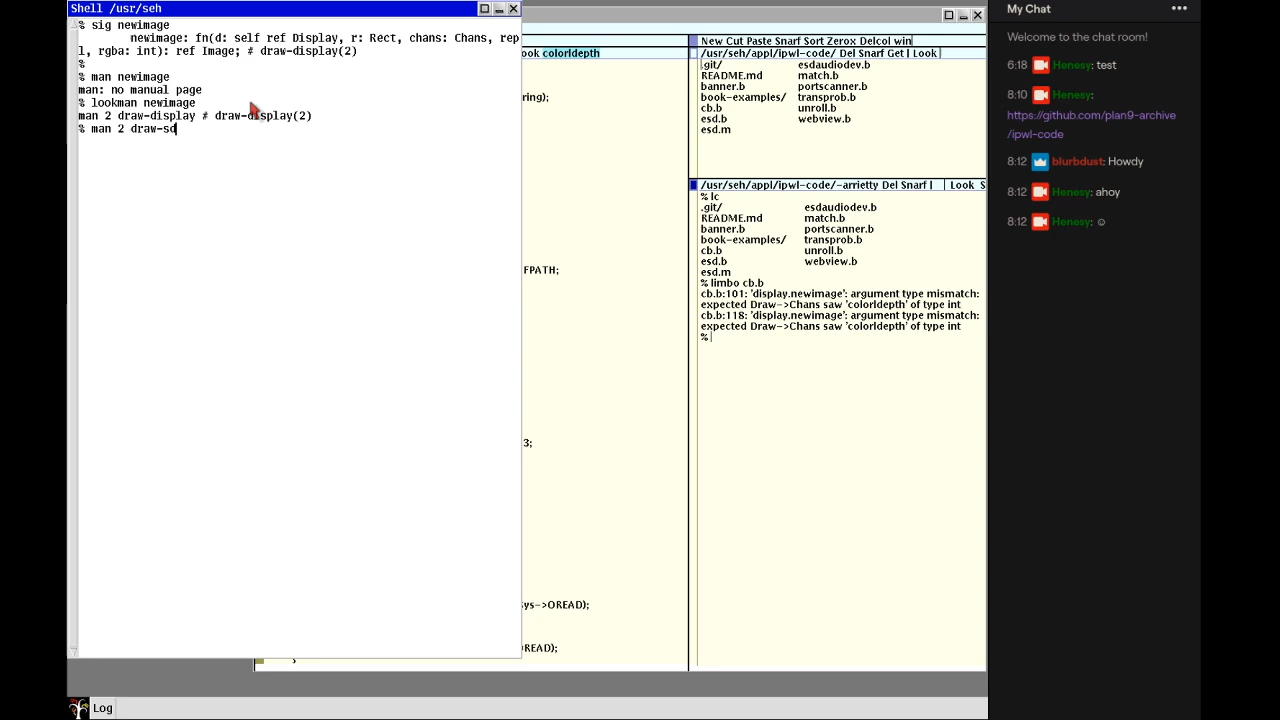 Shell /usr/seh
% sig newimage
newimage: fn(d: self ref Display, r: Rect, chans: Chans, rep
l, rgba: int): ref Image; # draw-display(2)
%
% man newimage
man: no manual page
% lookman newimage
man 2 draw-display # draw-display(2)
% man 2 draw-sd
ook colorldepth
ring);
FPATH;
3;
sys->OREAD);
READ);
New Cut Paste Snarf Sort Zerox Delcol win
/usr/seh/appl/ipwl-code/ Del Snarf Get | Look
.git/ esdaudiodev.b
README.md match.b
banner.b portscanner.b
book-examples/ transprob.b
cb.b unroll.b
esd.b webview.b
esd.m
/usr/seh/appl/ipwl-code/-arrietty Del Snarf | Look S
% lc
.git/ esdaudiodev.b
README.md match.b
banner.b portscanner.b
book-examples/ transprob.b
cb.b unroll.b
esd.b webview.b
esd.m
% limbo cb.b
cb.b:101: 'display.newimage': argument type mismatch:
expected Draw->Chans saw 'colorldepth' of type int
cb.b:118: 'display.newimage': argument type mismatch:
expected Draw->Chans saw 'colorldepth' of type int
%
Log
My Chat
Welcome to the chat room!
6:18 Henesy: test
8:10 Henesy:
https://github.com/plan9-archive
/ipwl-code
8:12 blurbdust: Howdy
8:12 Henesy: ahoy
8:12 Henesy: ☺